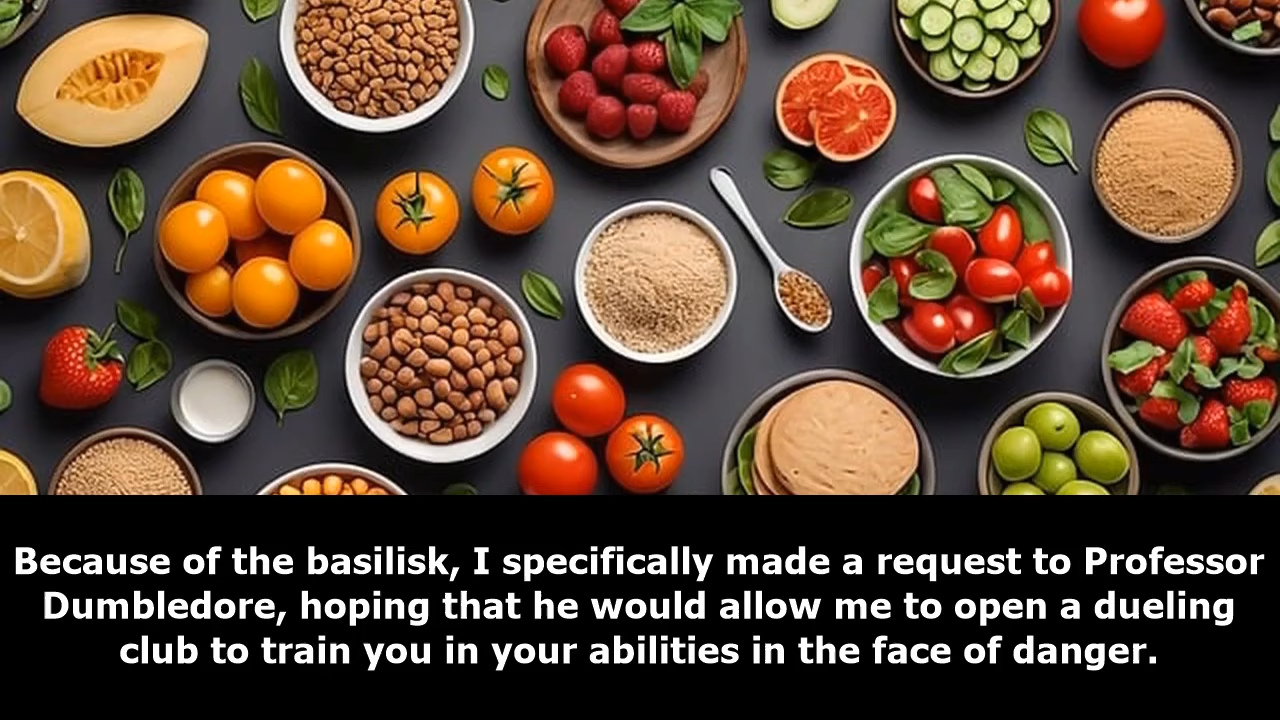 Because of the basilisk, I specifically made a request to Professor
Dumbledore, hoping that he would allow me to open a dueling
club to train you in your abilities in the face of danger.